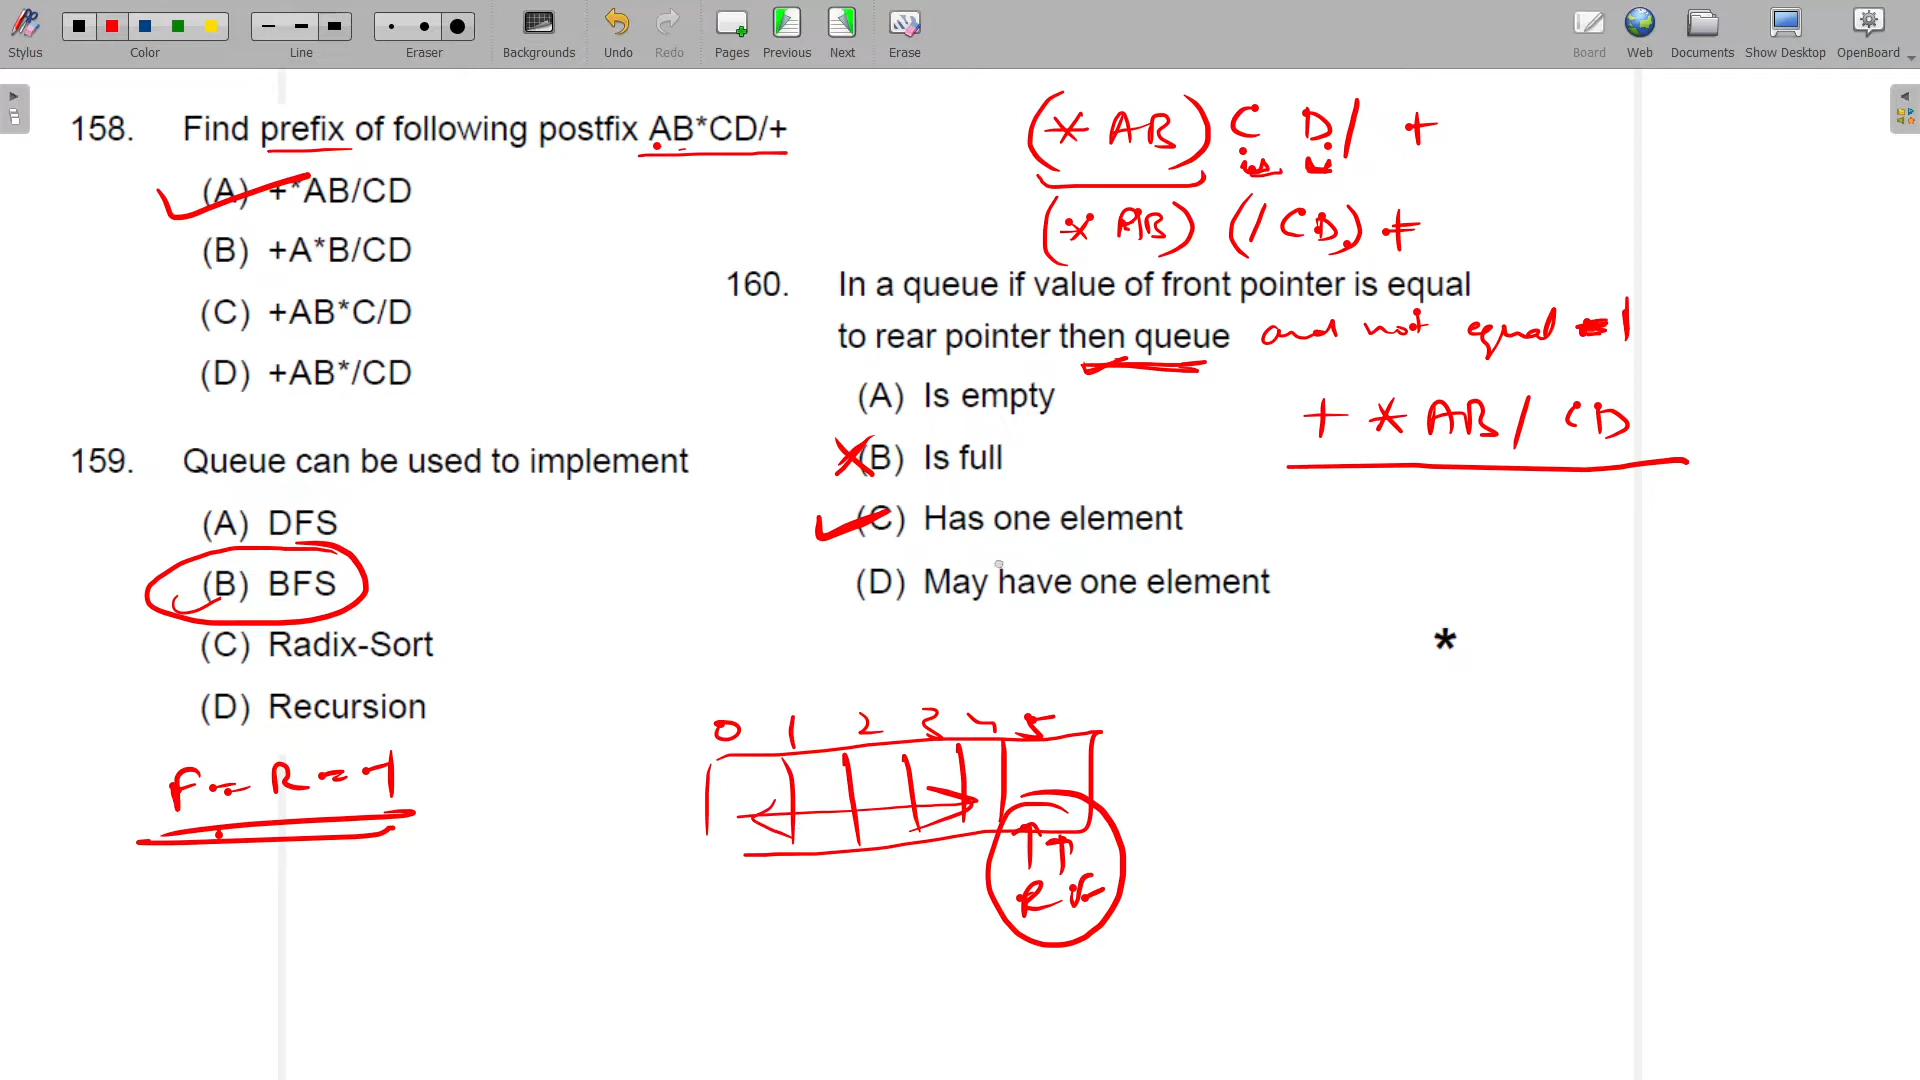 Stylus
Color
Line
Eraser
Backgrounds
Undo
Redo
Pages
Previous
Next
Erase
Board
Web
Documents
Show Desktop
OpenBoard
158. Find prefix of following postfix AB*CD/+
(A) +*AB/CD
(B) +A*B/CD
(C) +AB*C/D
(D) +AB*/CD
159. Queue can be used to implement
(A) DFS
(B) BFS
(C) Radix-Sort
(D) Recursion
F = R = -1
(* AB) C D / +
(* AB) (/ CD) +
160. In a queue if value of front pointer is equal
to rear pointer then queue and not equal -1
(A) Is empty
(B) Is full
(C) Has one element
(D) May have one element
+ * AB / CD
*
0 1 2 3 4 5
R F